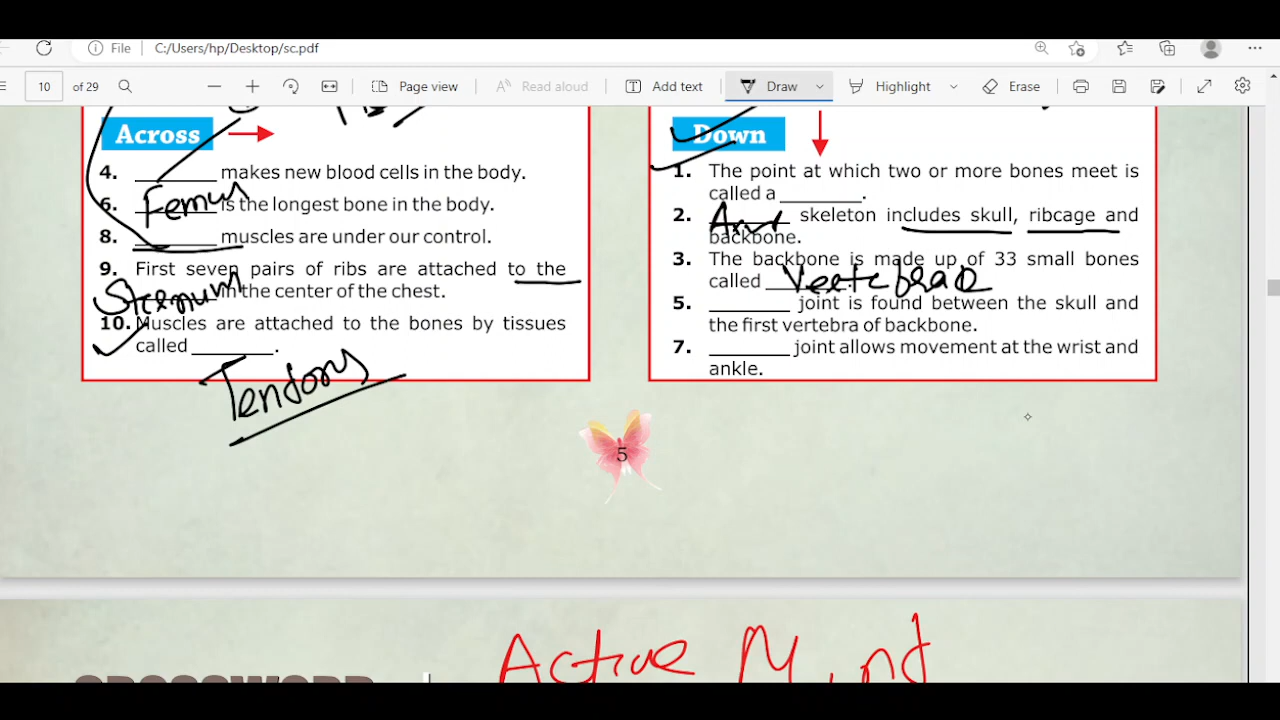 File C:/Users/hp/Desktop/sc.pdf
10 of 29 Page view Read aloud Add text Draw Highlight Erase
Across
4. ________ makes new blood cells in the body.
6. Femur is the longest bone in the body.
8. ________ muscles are under our control.
9. First seven pairs of ribs are attached to the
Sternum in the center of the chest.
10. Muscles are attached to the bones by tissues
called ________.
Tendons
Down
1. The point at which two or more bones meet is
called a ________.
2. ________ skeleton includes skull, ribcage and
backbone.
3. The backbone is made up of 33 small bones
called Vertebrae
5. ________ joint is found between the skull and
the first vertebra of backbone.
7. ________ joint allows movement at the wrist and
ankle.
5
Active
CROSSWORD